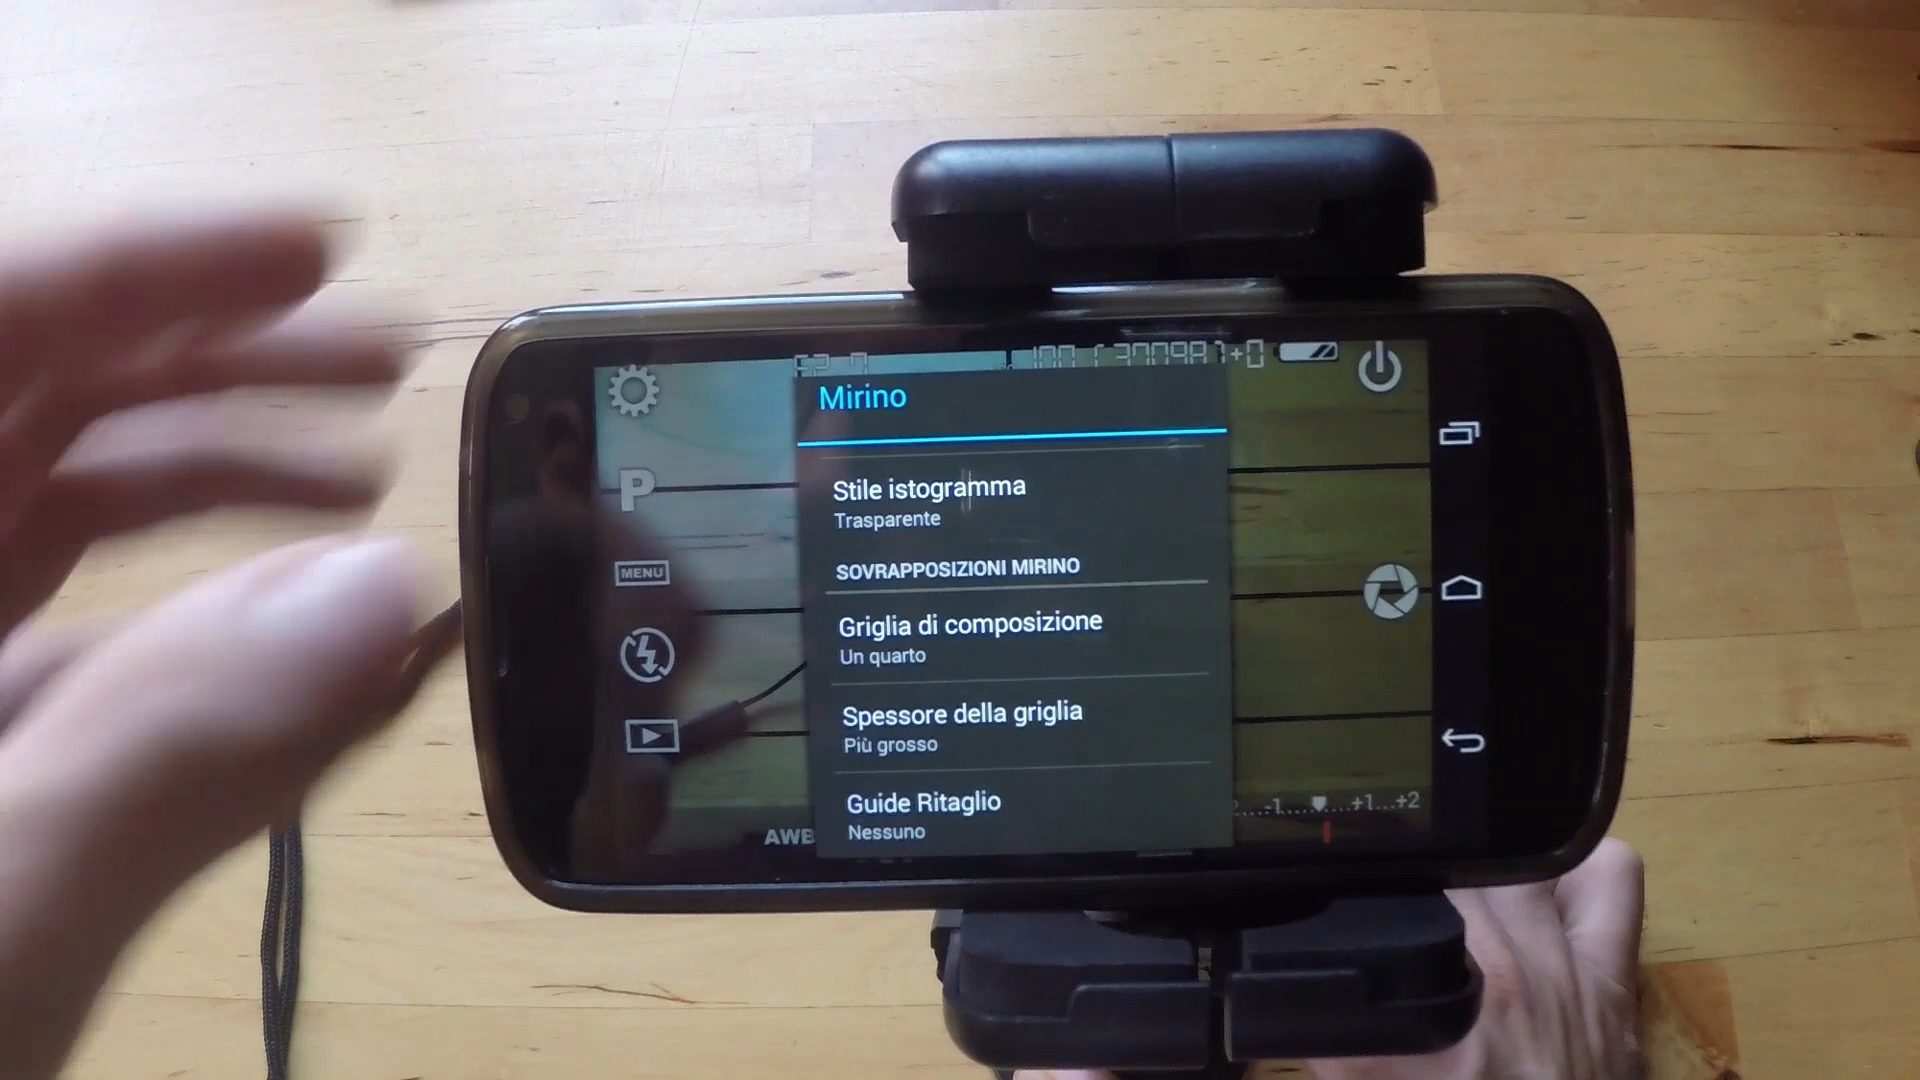 Mirino
Stile istogramma
Trasparente
SOVRAPPOSIZIONI MIRINO
Griglia di composizione
Un quarto
Spessore della griglia
Più grosso
Guide Ritaglio
Nessuno
P
MENU
AWB
-1....+1...+2